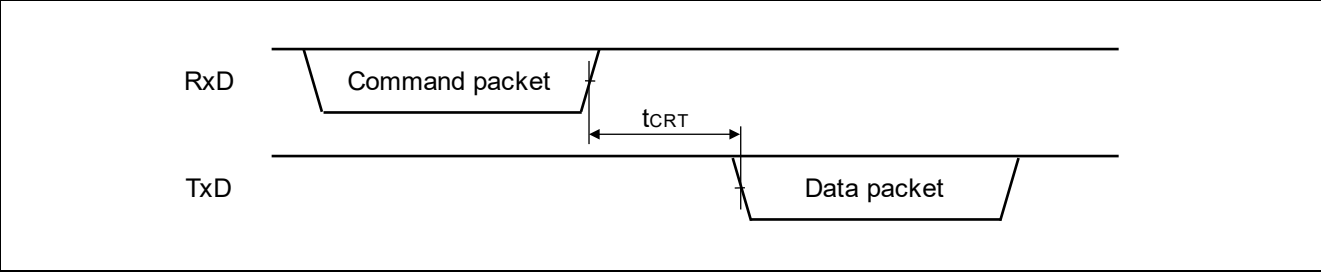 RxD
Command packet
tCRT
TxD
Data packet